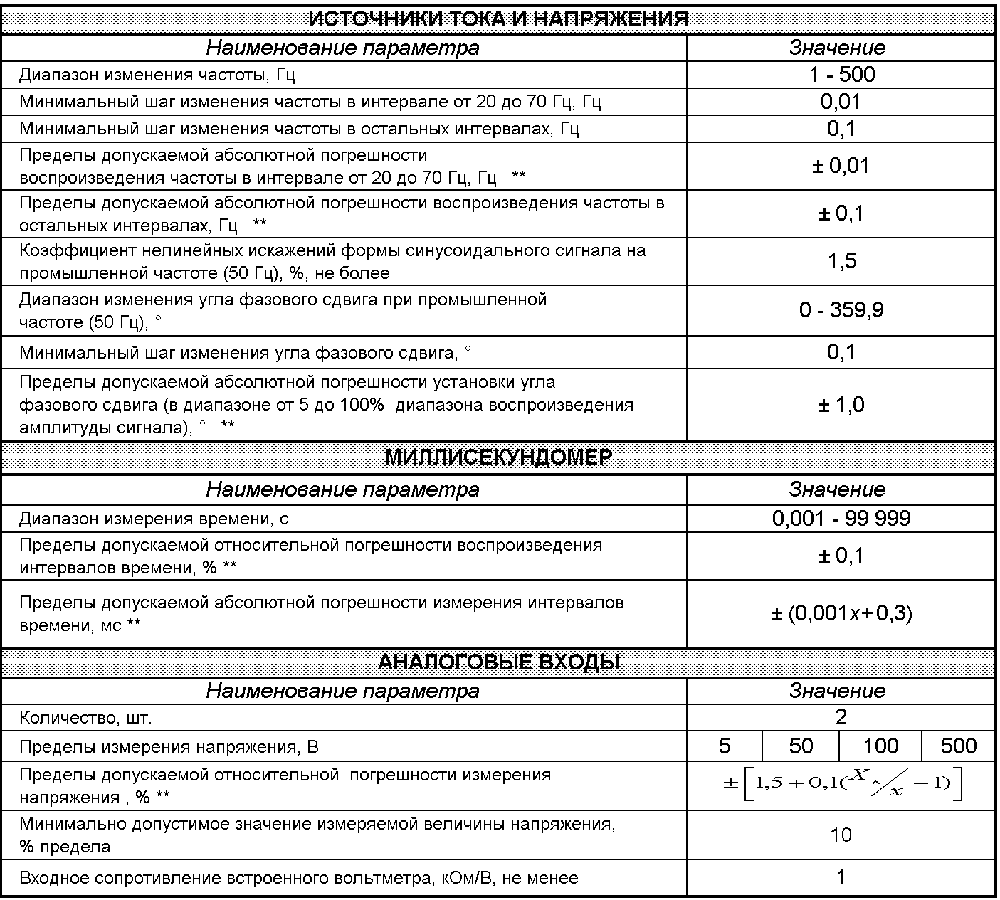 ИСТОЧНИКИ ТОКА И НАПРЯЖЕНИЯ
Наименование параметра Значение
Диапазон изменения частоты, Гц 1 - 500
Минимальный шаг изменения частоты в интервале от 20 до 70 Гц, Гц 0,01
Минимальный шаг изменения частоты в остальных интервалах, Гц 0,1
Пределы допускаемой абсолютной погрешности
воспроизведения частоты в интервале от 20 до 70 Гц, Гц ** ± 0,01
Пределы допускаемой абсолютной погрешности воспроизведения частоты в
остальных интервалах, Гц ** ± 0,1
Коэффициент нелинейных искажений формы синусоидального сигнала на
промышленной частоте (50 Гц), %, не более 1,5
Диапазон изменения угла фазового сдвига при промышленной
частоте (50 Гц), ° 0 - 359,9
Минимальный шаг изменения угла фазового сдвига, ° 0,1
Пределы допускаемой абсолютной погрешности установки угла
фазового сдвига (в диапазоне от 5 до 100% диапазона воспроизведения
амплитуды сигнала), ° ** ± 1,0
МИЛЛИСЕКУНДОМЕР
Наименование параметра Значение
Диапазон измерения времени, с 0,001 - 99 999
Пределы допускаемой относительной погрешности воспроизведения
интервалов времени, % ** ± 0,1
Пределы допускаемой абсолютной погрешности измерения интервалов
времени, мс ** ± (0,001x+0,3)
АНАЛОГОВЫЕ ВХОДЫ
Наименование параметра Значение
Количество, шт. 2
Пределы измерения напряжения, В 5 50 100 500
Пределы допускаемой относительной погрешности измерения
напряжения , % ** ± [1,5 + 0,1(Xк/x − 1)]
Минимально допустимое значение измеряемой величины напряжения,
% предела 10
Входное сопротивление встроенного вольтметра, кОм/В, не менее 1